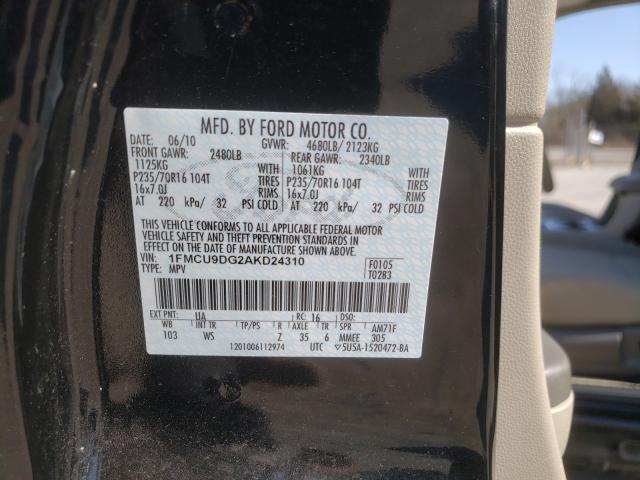 MFD. BY FORD MOTOR CO.
DATE: 06/10 GVWR: 4680LB/ 2123KG
FRONT GAWR: 2480LB REAR GAWR: 2340LB
1125KG 1061KG
P235/70R16 104T TIRES P235/70R16 104T TIRES
16x7.0J RIMS 16x7.0J RIMS
AT 220 kPa/ 32 PSI COLD AT 220 kPa/ 32 PSI COLD
THIS VEHICLE CONFORMS TO ALL APPLICABLE FEDERAL MOTOR
VEHICLE SAFETY AND THEFT PREVENTION STANDARDS IN
EFFECT ON THE DATE OF MANUFACTURE SHOWN ABOVE.
VIN: 1FMCU9DG2AKD24310 F0105
TYPE: MPV T0283
EXT PNT: UA RC: 16 DSO:
WB INT TR TP/PS R AXLE TR SPR AM71F
103 WS Z 35 6 MMEE 305
1201006112974 UTC ▽5U5A-1520472-BA